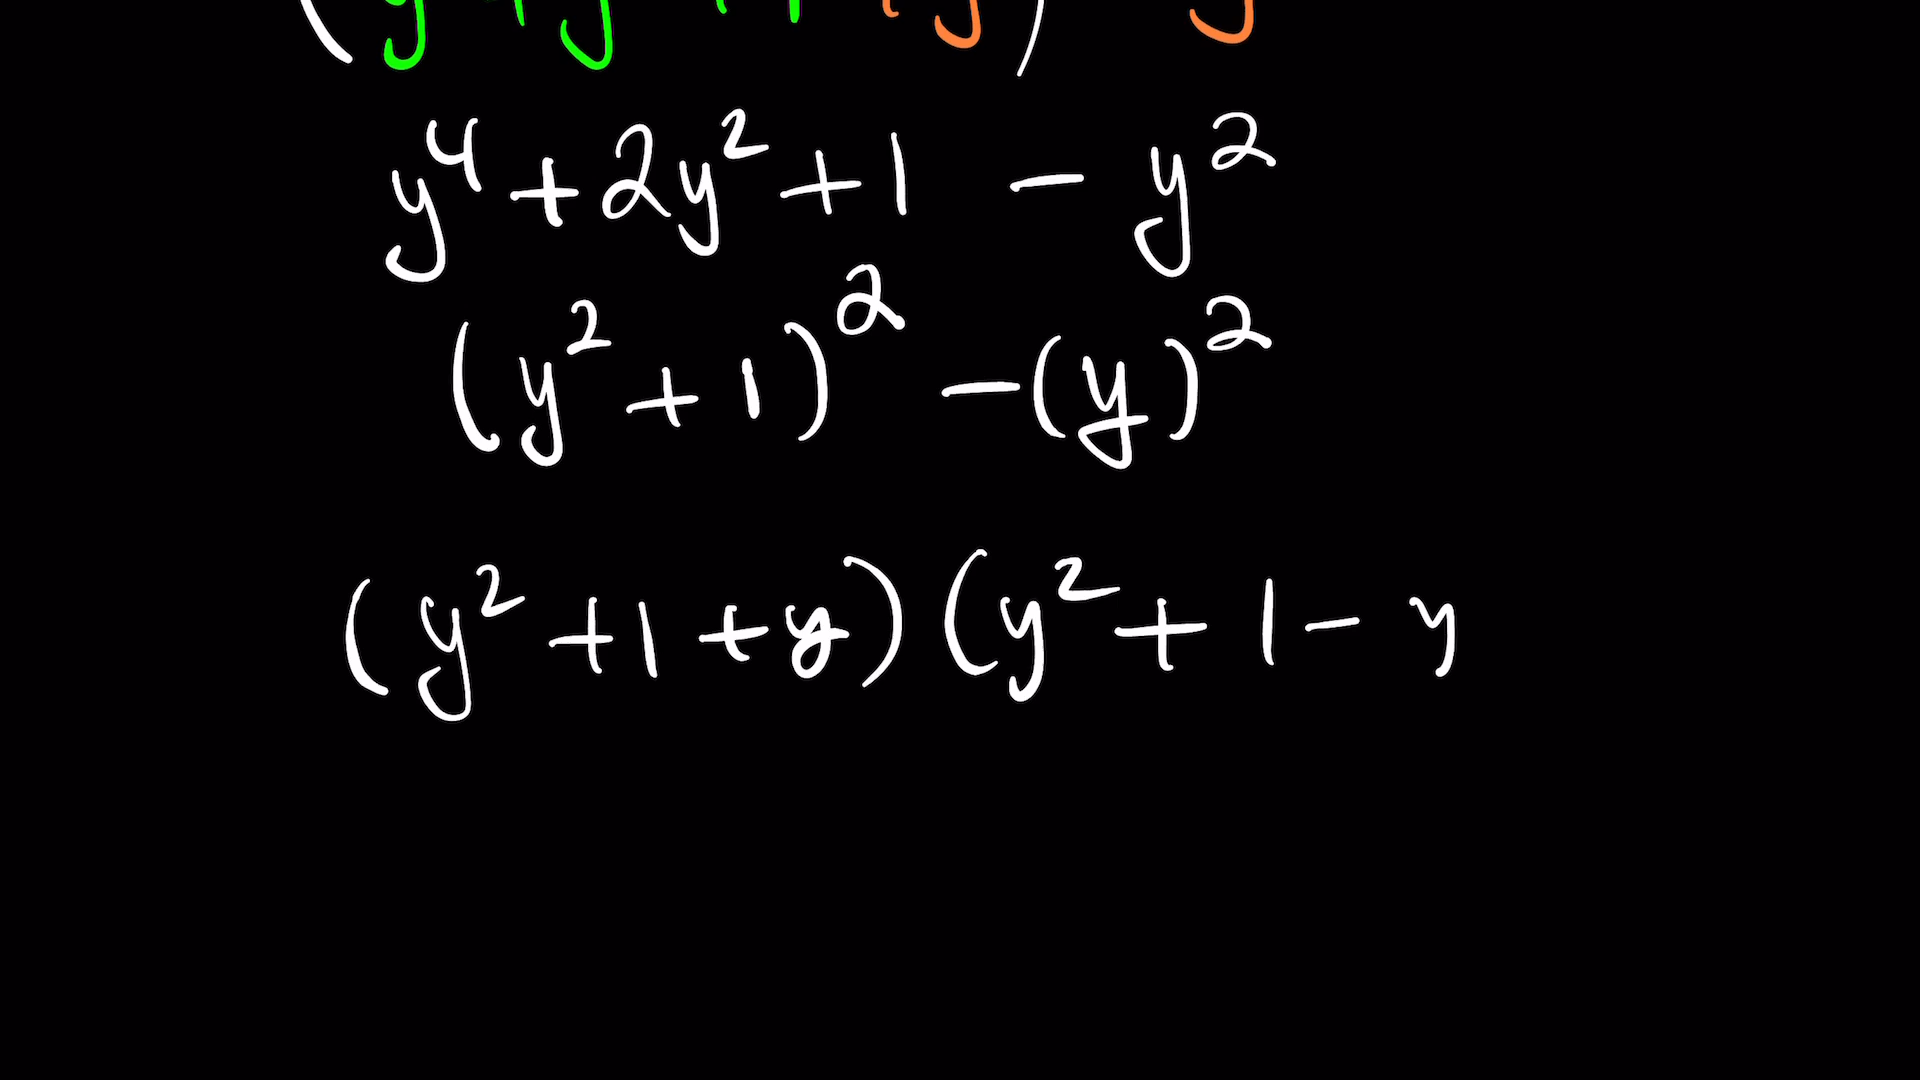 y⁴ + 2y² + 1 - y²
(y² + 1)² - (y)²
(y² + 1 + y) (y² + 1 - y